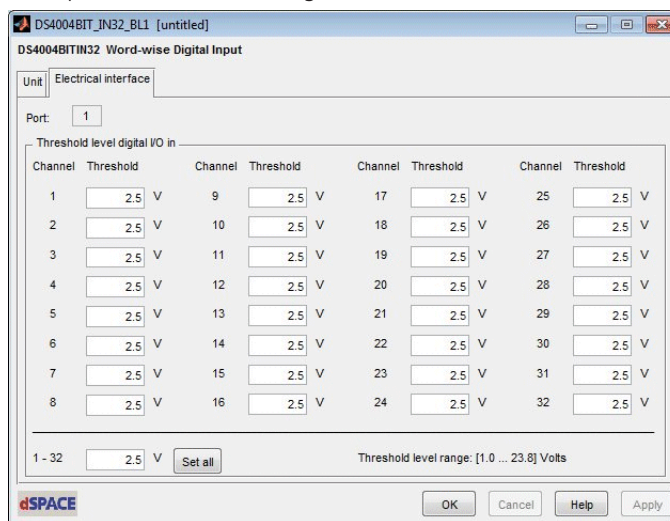 DS4004BIT_IN32_BL1 [untitled]
DS4004BITIN32 Word-wise Digital Input
Unit Electrical interface
Port: 1
Threshold level digital I/O in
Channel Threshold Channel Threshold Channel Threshold Channel Threshold
1 2.5 V 9 2.5 V 17 2.5 V 25 2.5 V
2 2.5 V 10 2.5 V 18 2.5 V 26 2.5 V
3 2.5 V 11 2.5 V 19 2.5 V 27 2.5 V
4 2.5 V 12 2.5 V 20 2.5 V 28 2.5 V
5 2.5 V 13 2.5 V 21 2.5 V 29 2.5 V
6 2.5 V 14 2.5 V 22 2.5 V 30 2.5 V
7 2.5 V 15 2.5 V 23 2.5 V 31 2.5 V
8 2.5 V 16 2.5 V 24 2.5 V 32 2.5 V
1 - 32 2.5 V Set all Threshold level range: [1.0 ... 23.8] Volts
dSPACE OK Cancel Help Apply